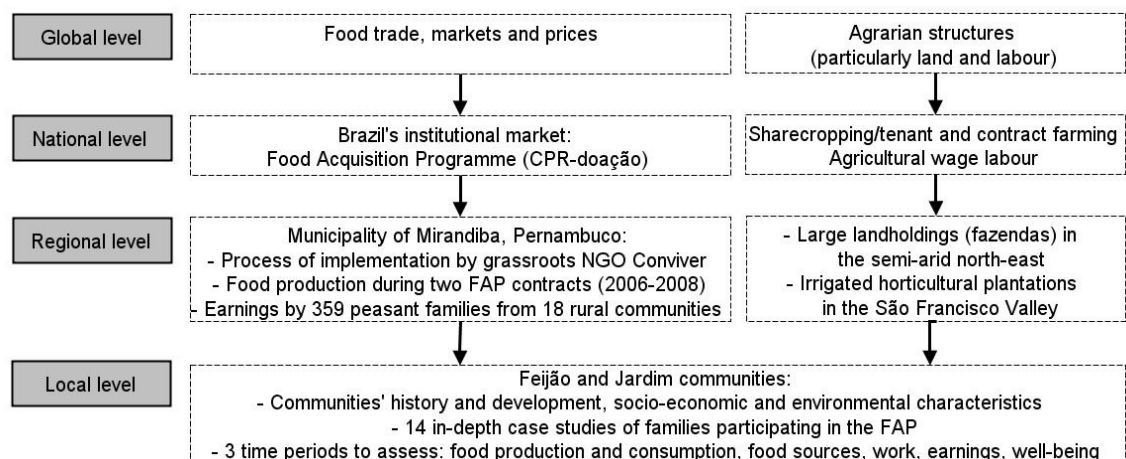 Global level
Food trade, markets and prices
Agrarian structures
(particularly land and labour)
National level
Brazil's institutional market:
Food Acquisition Programme (CPR-doação)
Sharecropping/tenant and contract farming
Agricultural wage labour
Regional level
Municipality of Mirandiba, Pernambuco:
- Process of implementation by grassroots NGO Conviver
- Food production during two FAP contracts (2006-2008)
- Earnings by 359 peasant families from 18 rural communities
- Large landholdings (fazendas) in
the semi-arid north-east
- Irrigated horticultural plantations
in the São Francisco Valley
Local level
Feijão and Jardim communities:
- Communities' history and development, socio-economic and environmental characteristics
- 14 in-depth case studies of families participating in the FAP
- 3 time periods to assess: food production and consumption, food sources, work, earnings, well-being